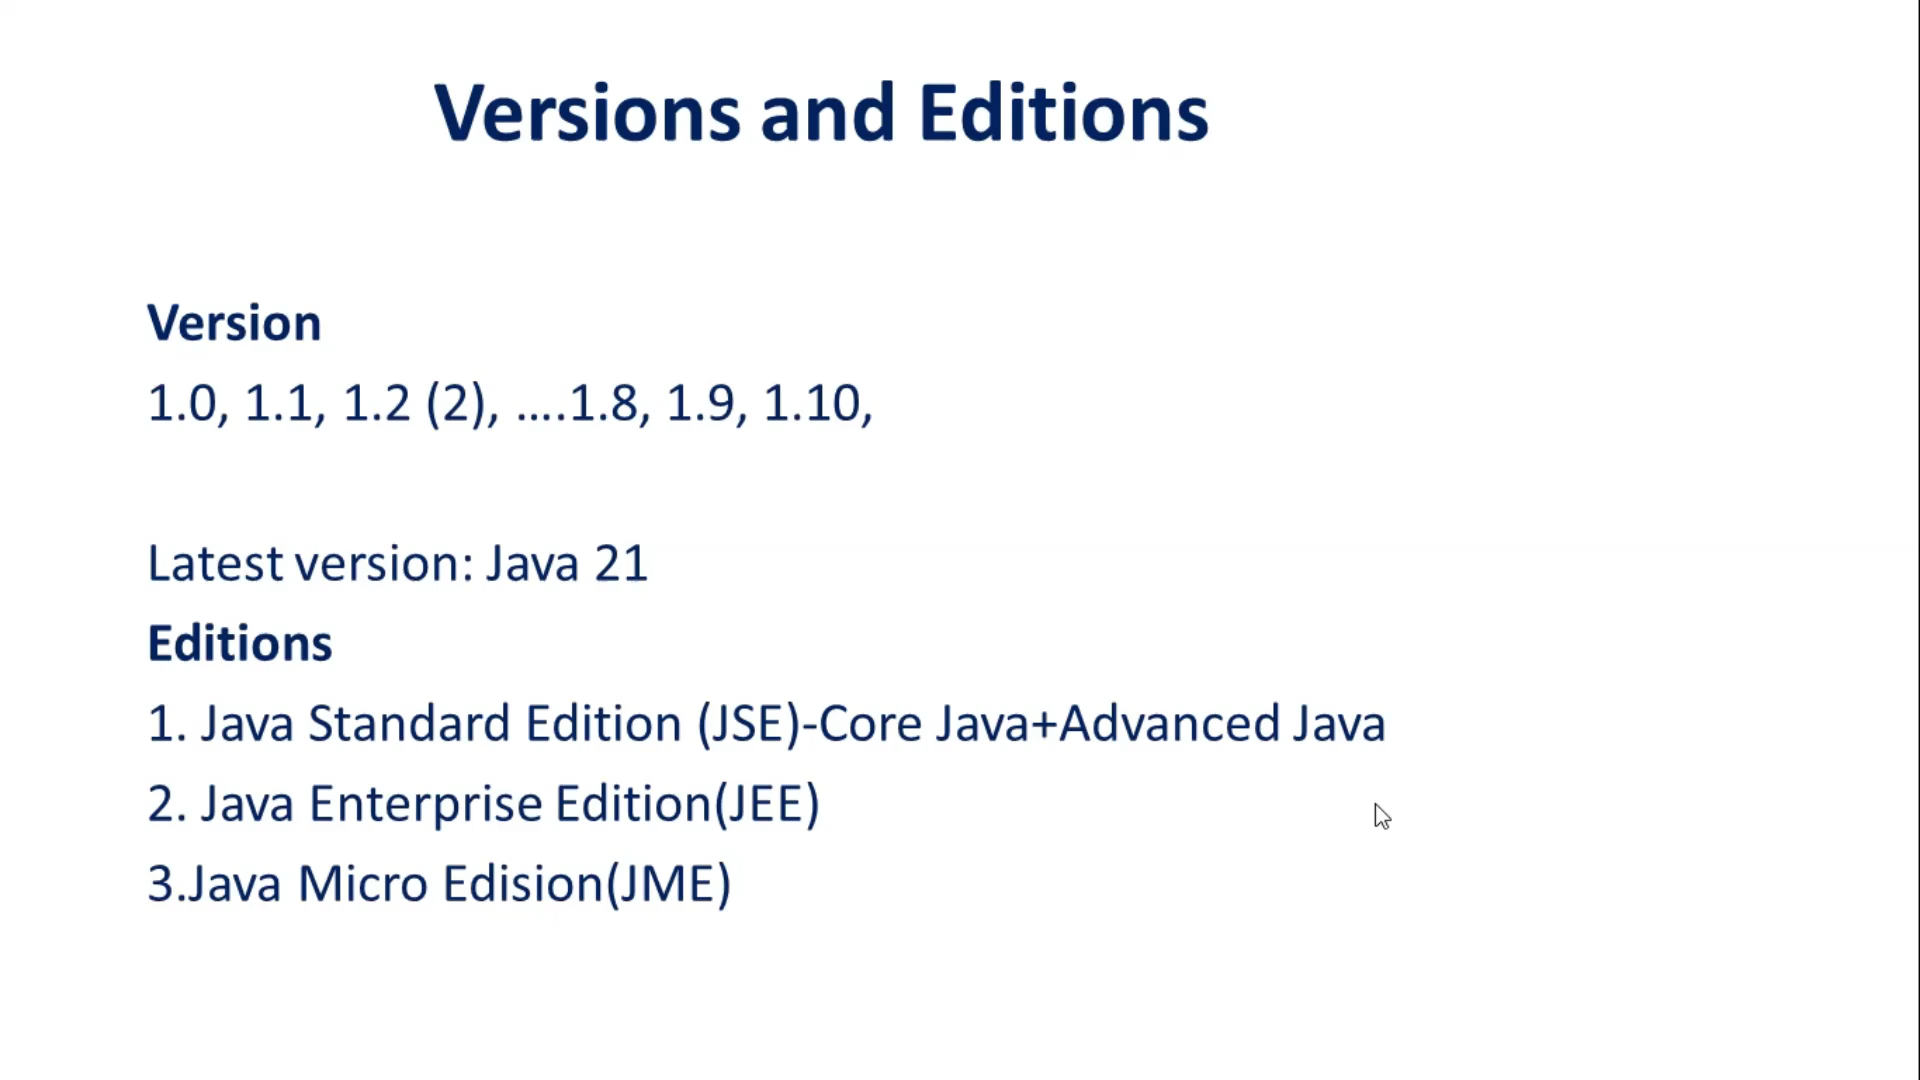 Versions and Editions
Version
1.0, 1.1, 1.2 (2), ....1.8, 1.9, 1.10,
Latest version: Java 21
Editions
1. Java Standard Edition (JSE)-Core Java+Advanced Java
2. Java Enterprise Edition(JEE)
3.Java Micro Edision(JME)